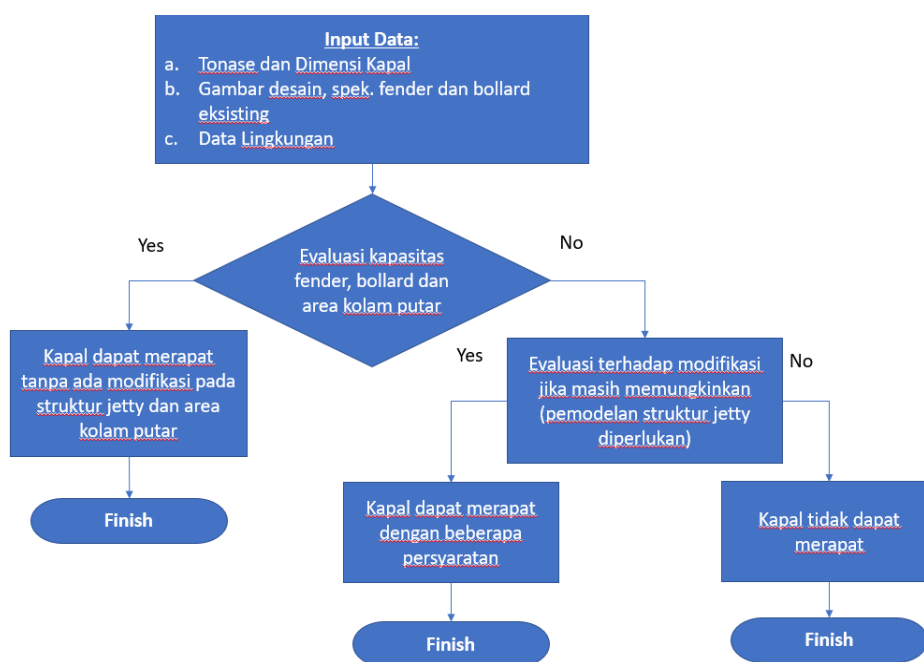 Input Data:
a. Tonase dan Dimensi Kapal
b. Gambar desain, spek. fender dan bollard
eksisting
c. Data Lingkungan
Yes
No
Evaluasi kapasitas
fender, bollard dan
area kolam putar
Kapal dapat merapat
tanpa ada modifikasi pada
struktur jetty dan area
kolam putar
Finish
Yes
No
Evaluasi terhadap modifikasi
jika masih memungkinkan
(pemodelan struktur jetty
diperlukan)
Kapal dapat merapat
dengan beberapa
persyaratan
Finish
Kapal tidak dapat
merapat
Finish